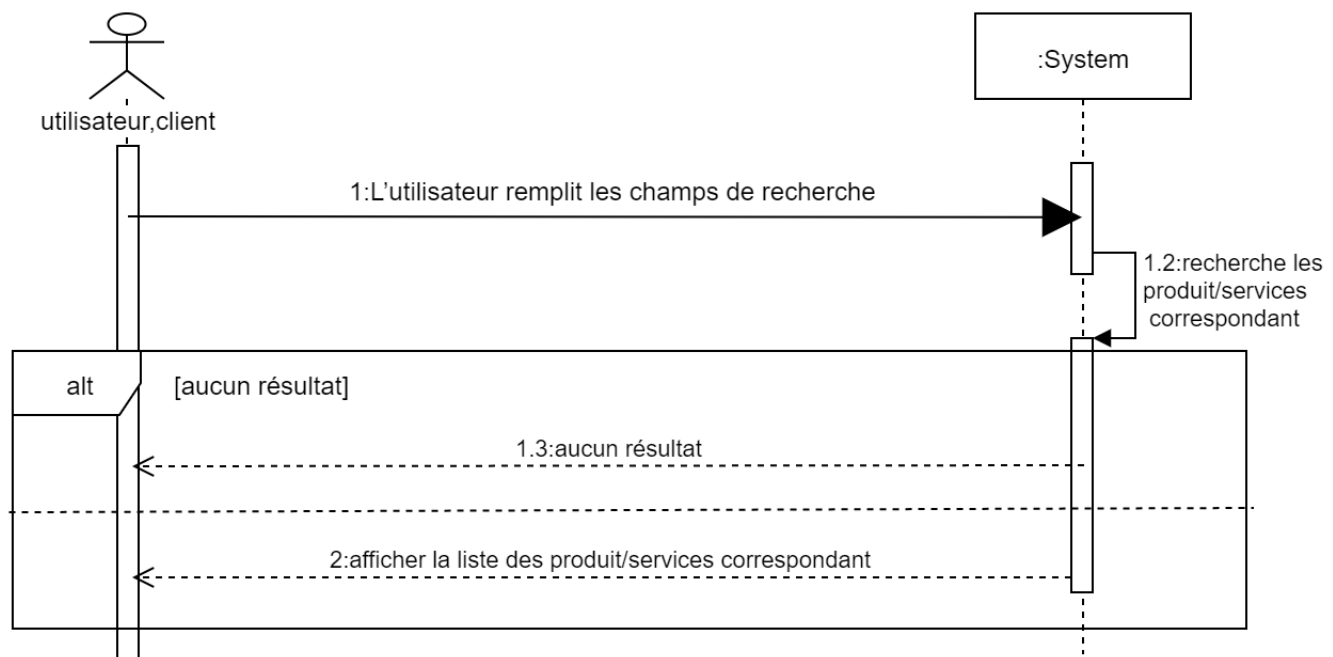 :System
utilisateur,client
1:L’utilisateur remplit les champs de recherche
1.2:recherche les
produit/services
correspondant
alt
[aucun résultat]
1.3:aucun résultat
2:afficher la liste des produit/services correspondant